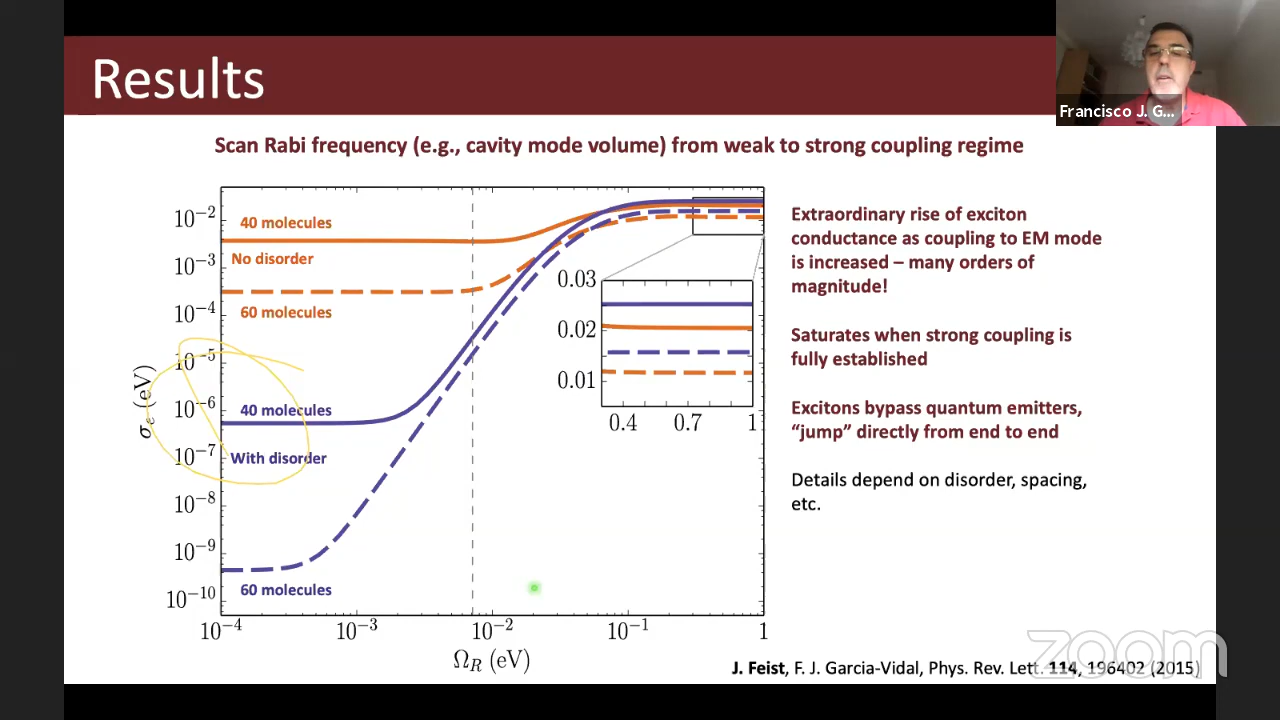 Results
Francisco J. G...
Scan Rabi frequency (e.g., cavity mode volume) from weak to strong coupling regime
10⁻²
10⁻³
10⁻⁴
10⁻⁵
10⁻⁶
10⁻⁷
10⁻⁸
10⁻⁹
10⁻¹⁰
σₑ (eV)
40 molecules
No disorder
60 molecules
40 molecules
With disorder
60 molecules
0.03
0.02
0.01
0.4 0.7 1
10⁻⁴ 10⁻³ 10⁻² 10⁻¹ 1
Ω_R (eV)
Extraordinary rise of exciton
conductance as coupling to EM mode
is increased – many orders of
magnitude!
Saturates when strong coupling is
fully established
Excitons bypass quantum emitters,
“jump” directly from end to end
Details depend on disorder, spacing,
etc.
J. Feist, F. J. Garcia-Vidal, Phys. Rev. Lett. 114, 196402 (2015)
zoom